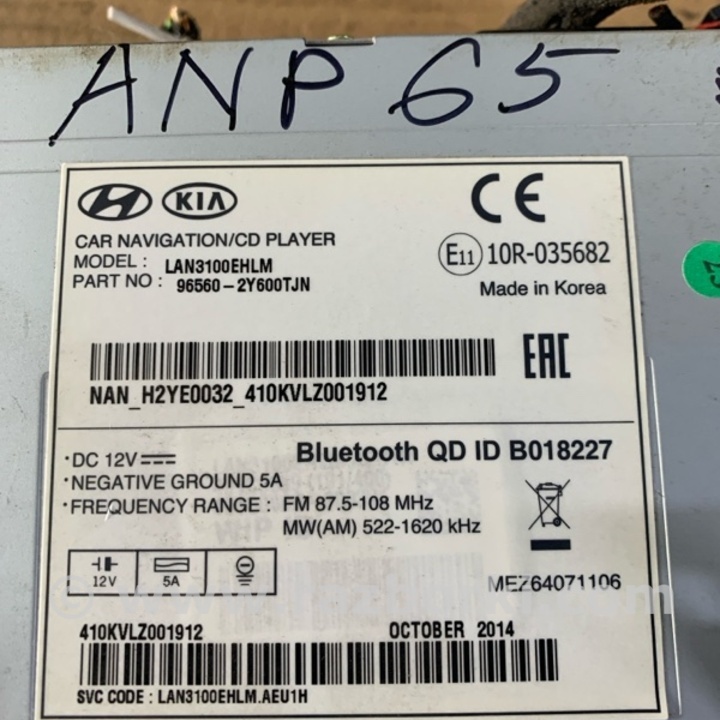 ANP 65
KIA
CE
CAR NAVIGATION/CD PLAYER
MODEL : LAN3100EHLM
PART NO : 96560-2Y600TJN
E11 10R-035682
Made in Korea
EAC
NAN_H2YE0032_410KVLZ001912
Bluetooth QD ID B018227
·DC 12V
·NEGATIVE GROUND 5A
·FREQUENCY RANGE : FM 87.5-108 MHz
MW(AM) 522-1620 kHz
12V 5A
MEZ64071106
410KVLZ001912 OCTOBER 2014
SVC CODE : LAN3100EHLM.AEU1H